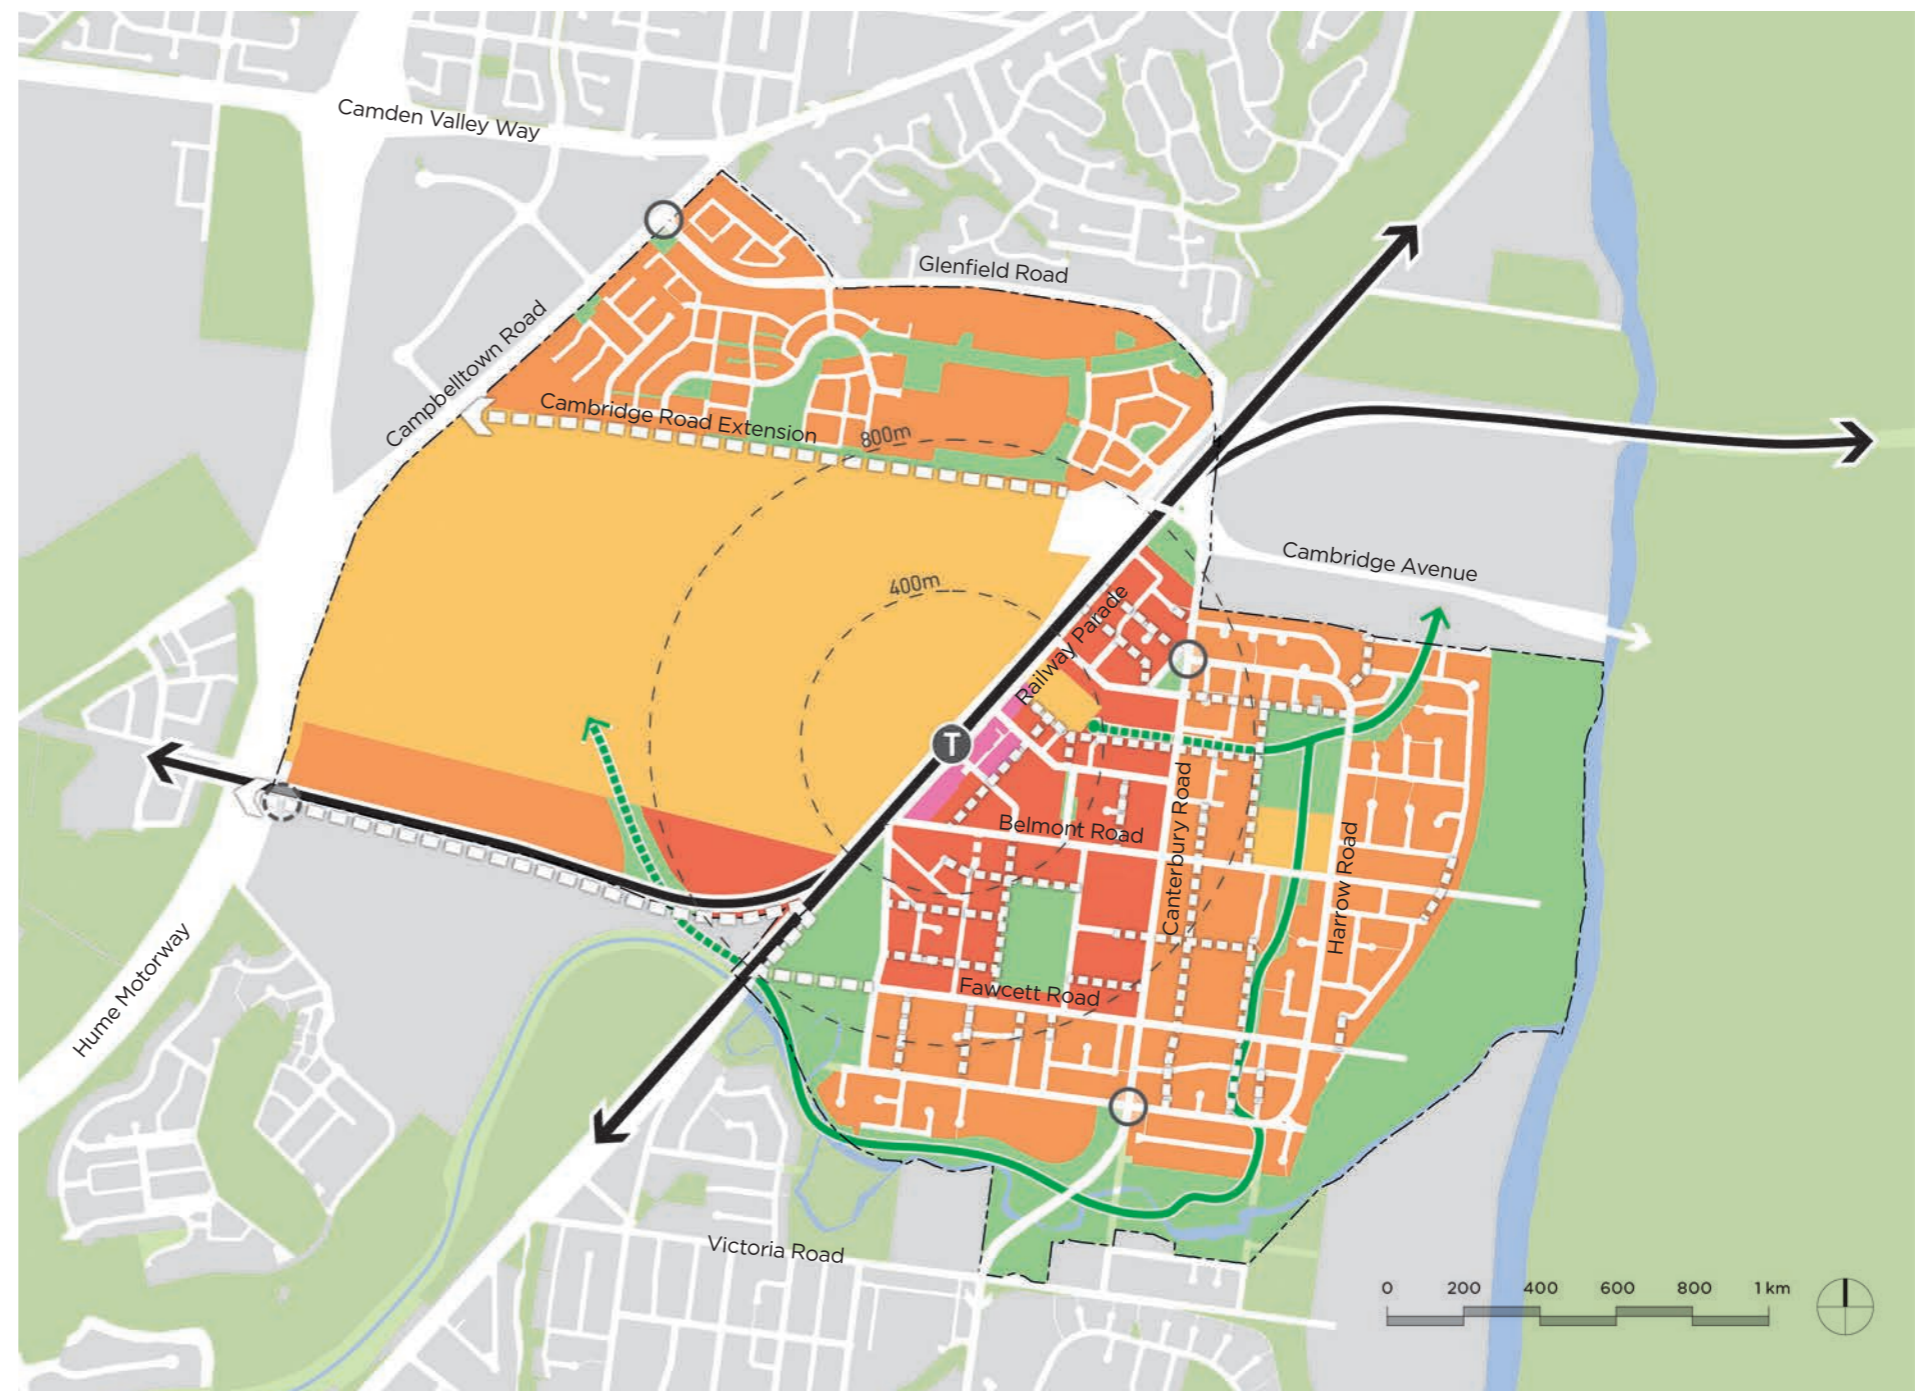 Camden Valley Way
Glenfield Road
Campbelltown Road
Cambridge Road Extension
800m
400m
Cambridge Avenue
Railway Parade
T
Canterbury Road
Belmont Road
Harrow Road
Fawcett Road
Hume Motorway
Victoria Road
0 200 400 600 800 1 km